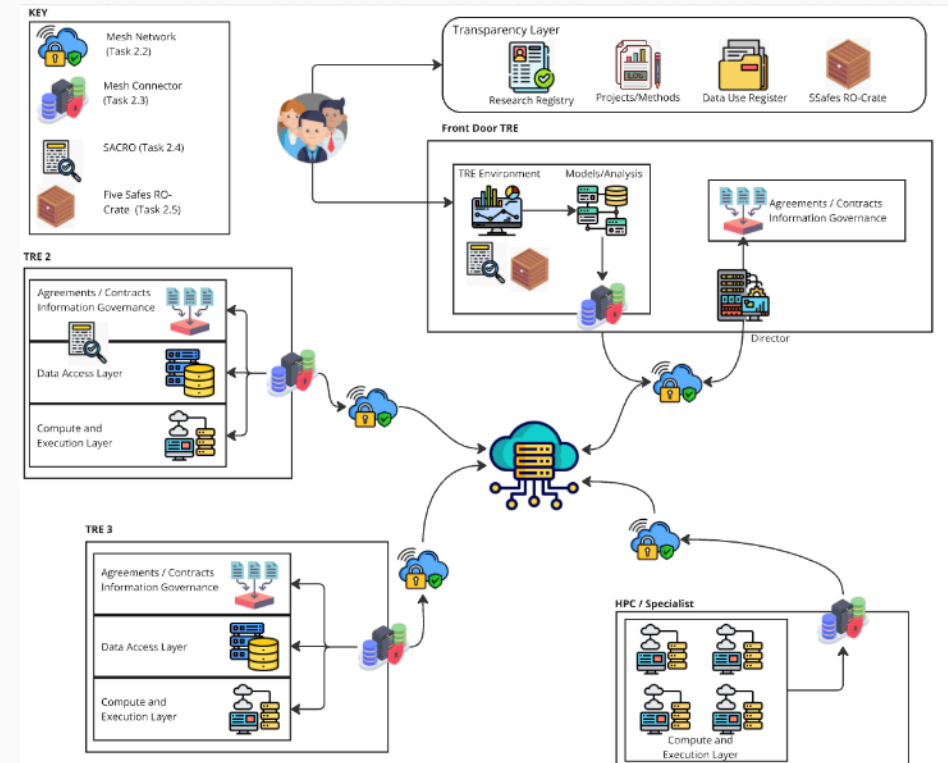 KEY
Mesh Network
(Task 2.2)
Mesh Connector
(Task 2.3)
SACRO (Task 2.4)
Five Safes RO-
Crate (Task 2.5)
Transparency Layer
LOG
Research Registry
Projects/Methods
Data Use Register
5Safes RO-Crate
Front Door TRE
TRE Environment
Models/Analysis
Agreements / Contracts
Information Governance
Director
TRE 2
Agreements / Contracts
Information Governance
Data Access Layer
Compute and
Execution Layer
TRE 3
Agreements / Contracts
Information Governance
Data Access Layer
Compute and
Execution Layer
HPC / Specialist
Compute and
Execution Layer